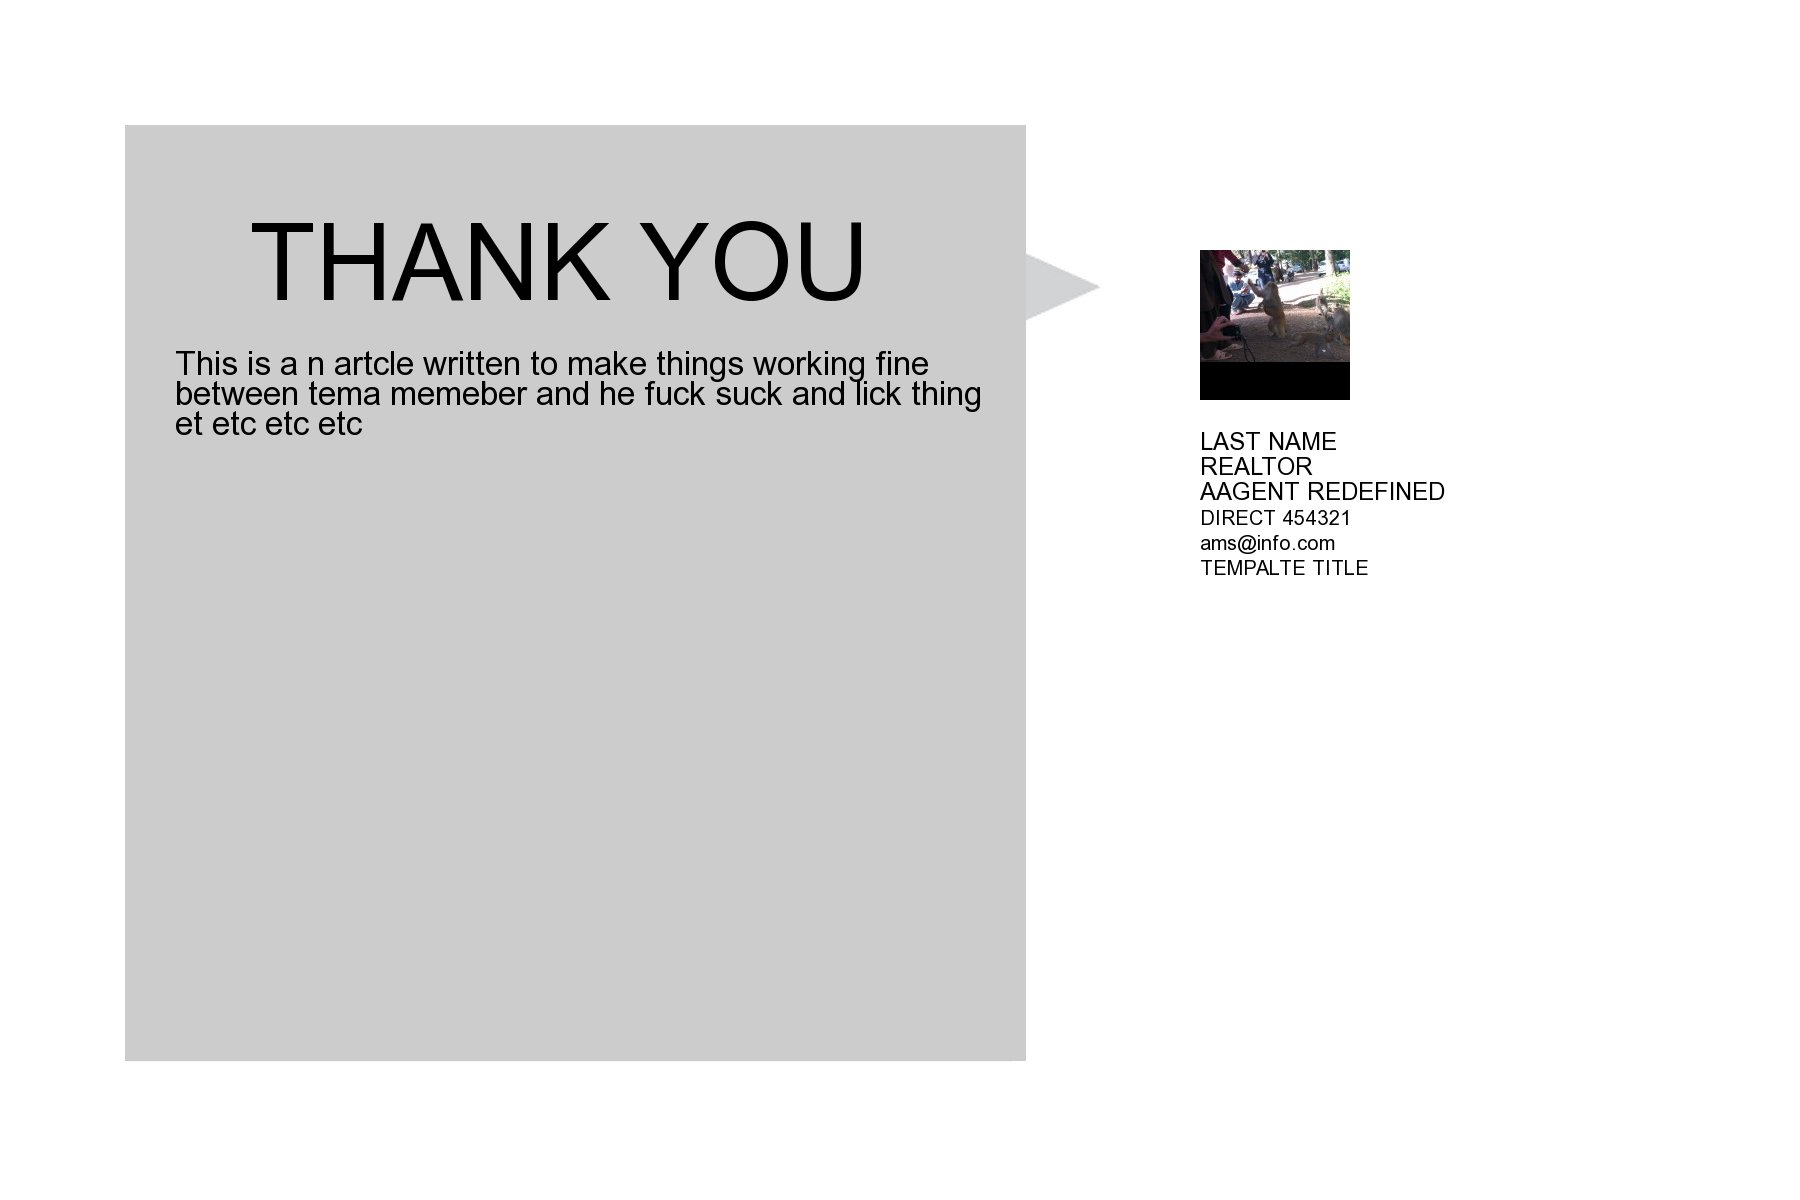 THANK YOU
This is a n artcle written to make things working fine
between tema memeber and he fuck suck and lick thing
et etc etc etc
LAST NAME
REALTOR
AAGENT REDEFINED
DIRECT 454321
ams@info.com
TEMPALTE TITLE